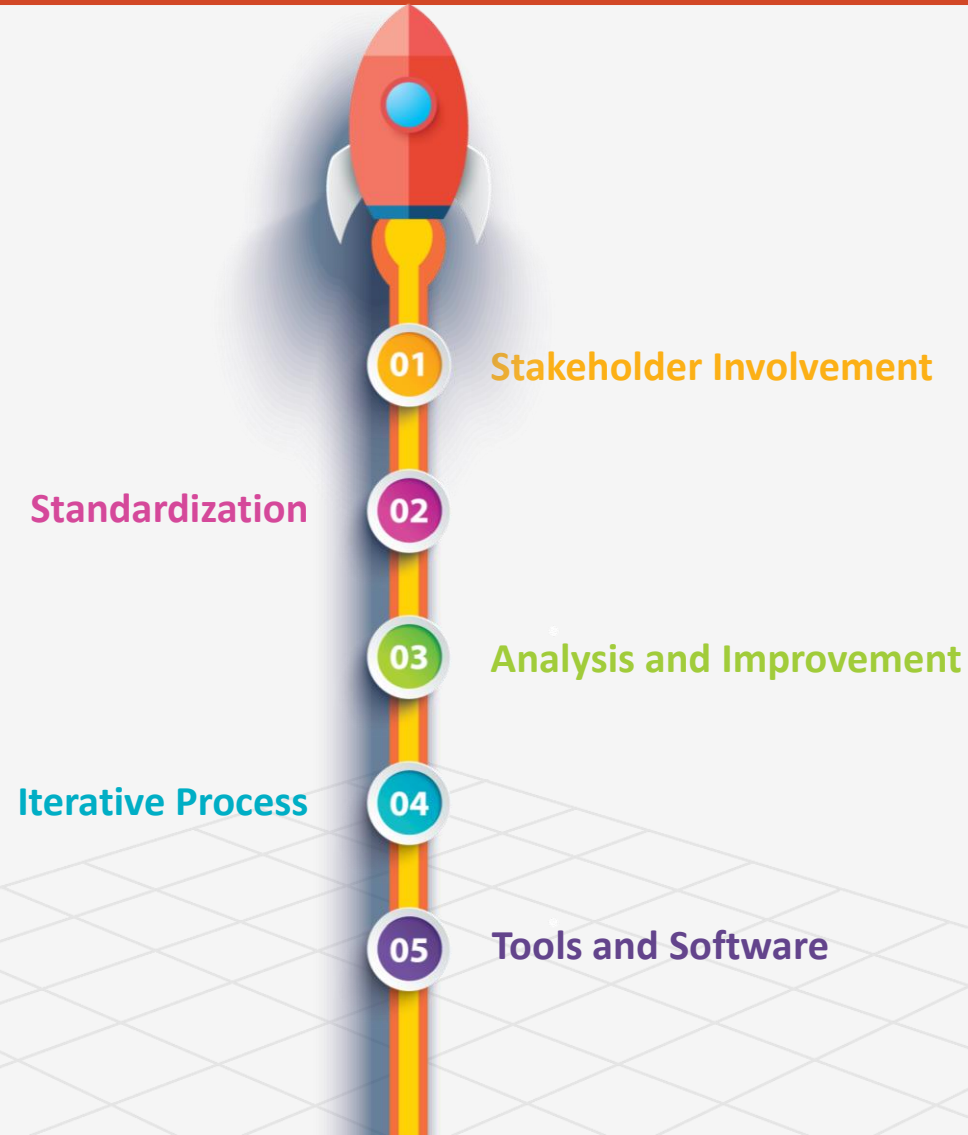 01
Stakeholder Involvement
Standardization
02
03
Analysis and Improvement
Iterative Process
04
05
Tools and Software